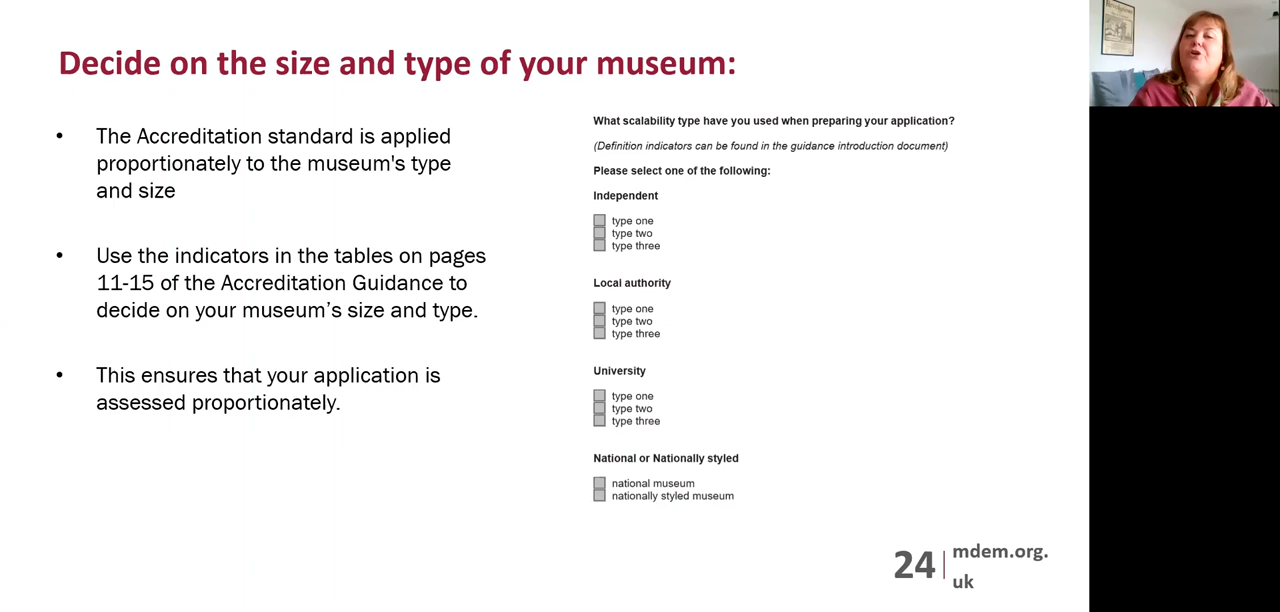 Decide on the size and type of your museum:
• The Accreditation standard is applied
proportionately to the museum's type
and size
• Use the indicators in the tables on pages
11-15 of the Accreditation Guidance to
decide on your museum’s size and type.
• This ensures that your application is
assessed proportionately.
What scalability type have you used when preparing your application?
(Definition indicators can be found in the guidance introduction document)
Please select one of the following:
Independent
type one
type two
type three
Local authority
type one
type two
type three
University
type one
type two
type three
National or Nationally styled
national museum
nationally styled museum
24
mdem.org.
uk